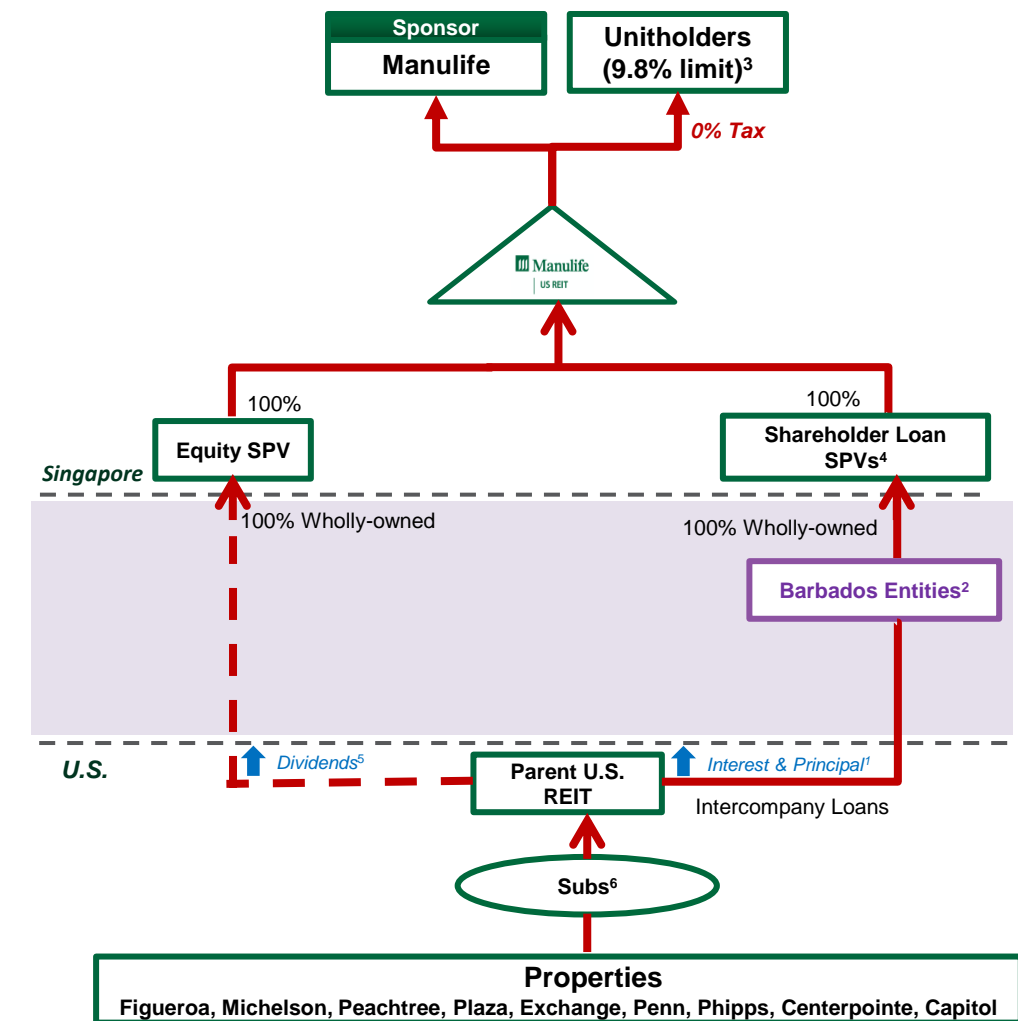 Sponsor
Manulife
Unitholders
(9.8% limit)³
0% Tax
Manulife
US REIT
100%
100%
Equity SPV
Shareholder Loan
SPVs⁴
Singapore
100% Wholly-owned
100% Wholly-owned
Barbados Entities²
U.S.
Dividends⁵
Parent U.S.
REIT
Interest & Principal¹
Intercompany Loans
Subs⁶
Properties
Figueroa, Michelson, Peachtree, Plaza, Exchange, Penn, Phipps, Centerpointe, Capitol